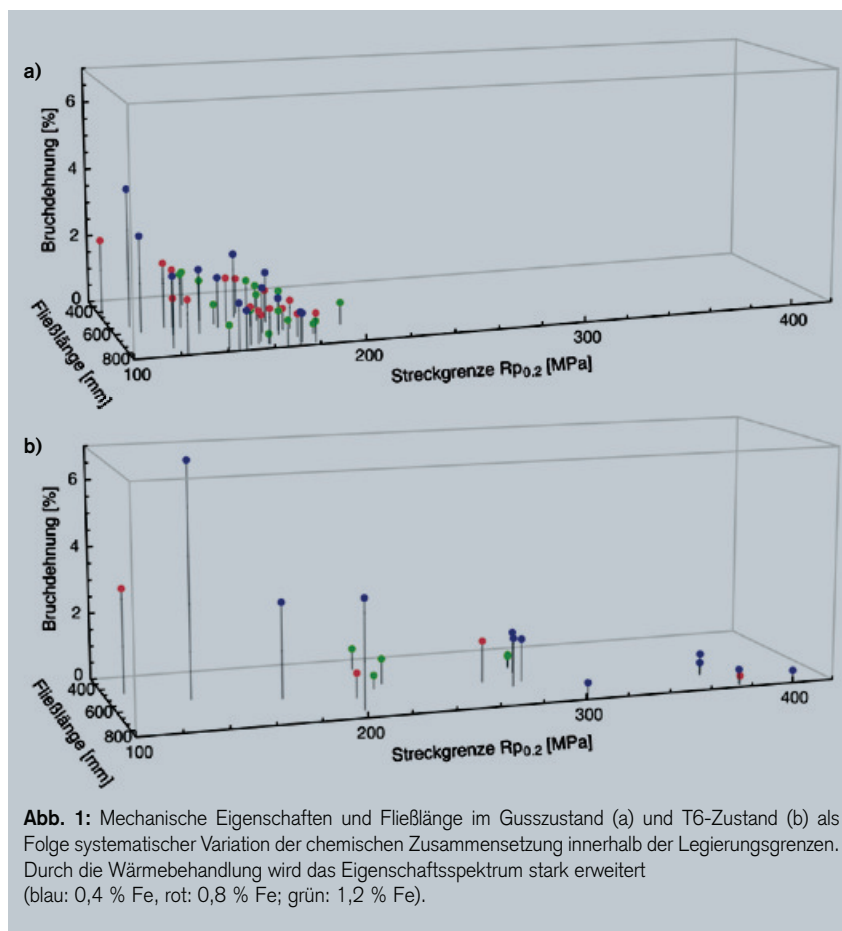 a)
6
4
2
0
Bruchdehnung [%]
400
600
800
Fließlänge [mm]
100
200
300
400
Streckgrenze Rp0.2 [MPa]
b)
6
4
2
0
Bruchdehnung [%]
400
600
800
Fließlänge [mm]
100
200
300
400
Streckgrenze Rp0.2 [MPa]
Abb. 1: Mechanische Eigenschaften und Fließlänge im Gusszustand (a) und T6-Zustand (b) als
Folge systematischer Variation der chemischen Zusammensetzung innerhalb der Legierungsgrenzen.
Durch die Wärmebehandlung wird das Eigenschaftsspektrum stark erweitert
(blau: 0,4 % Fe, rot: 0,8 % Fe; grün: 1,2 % Fe).